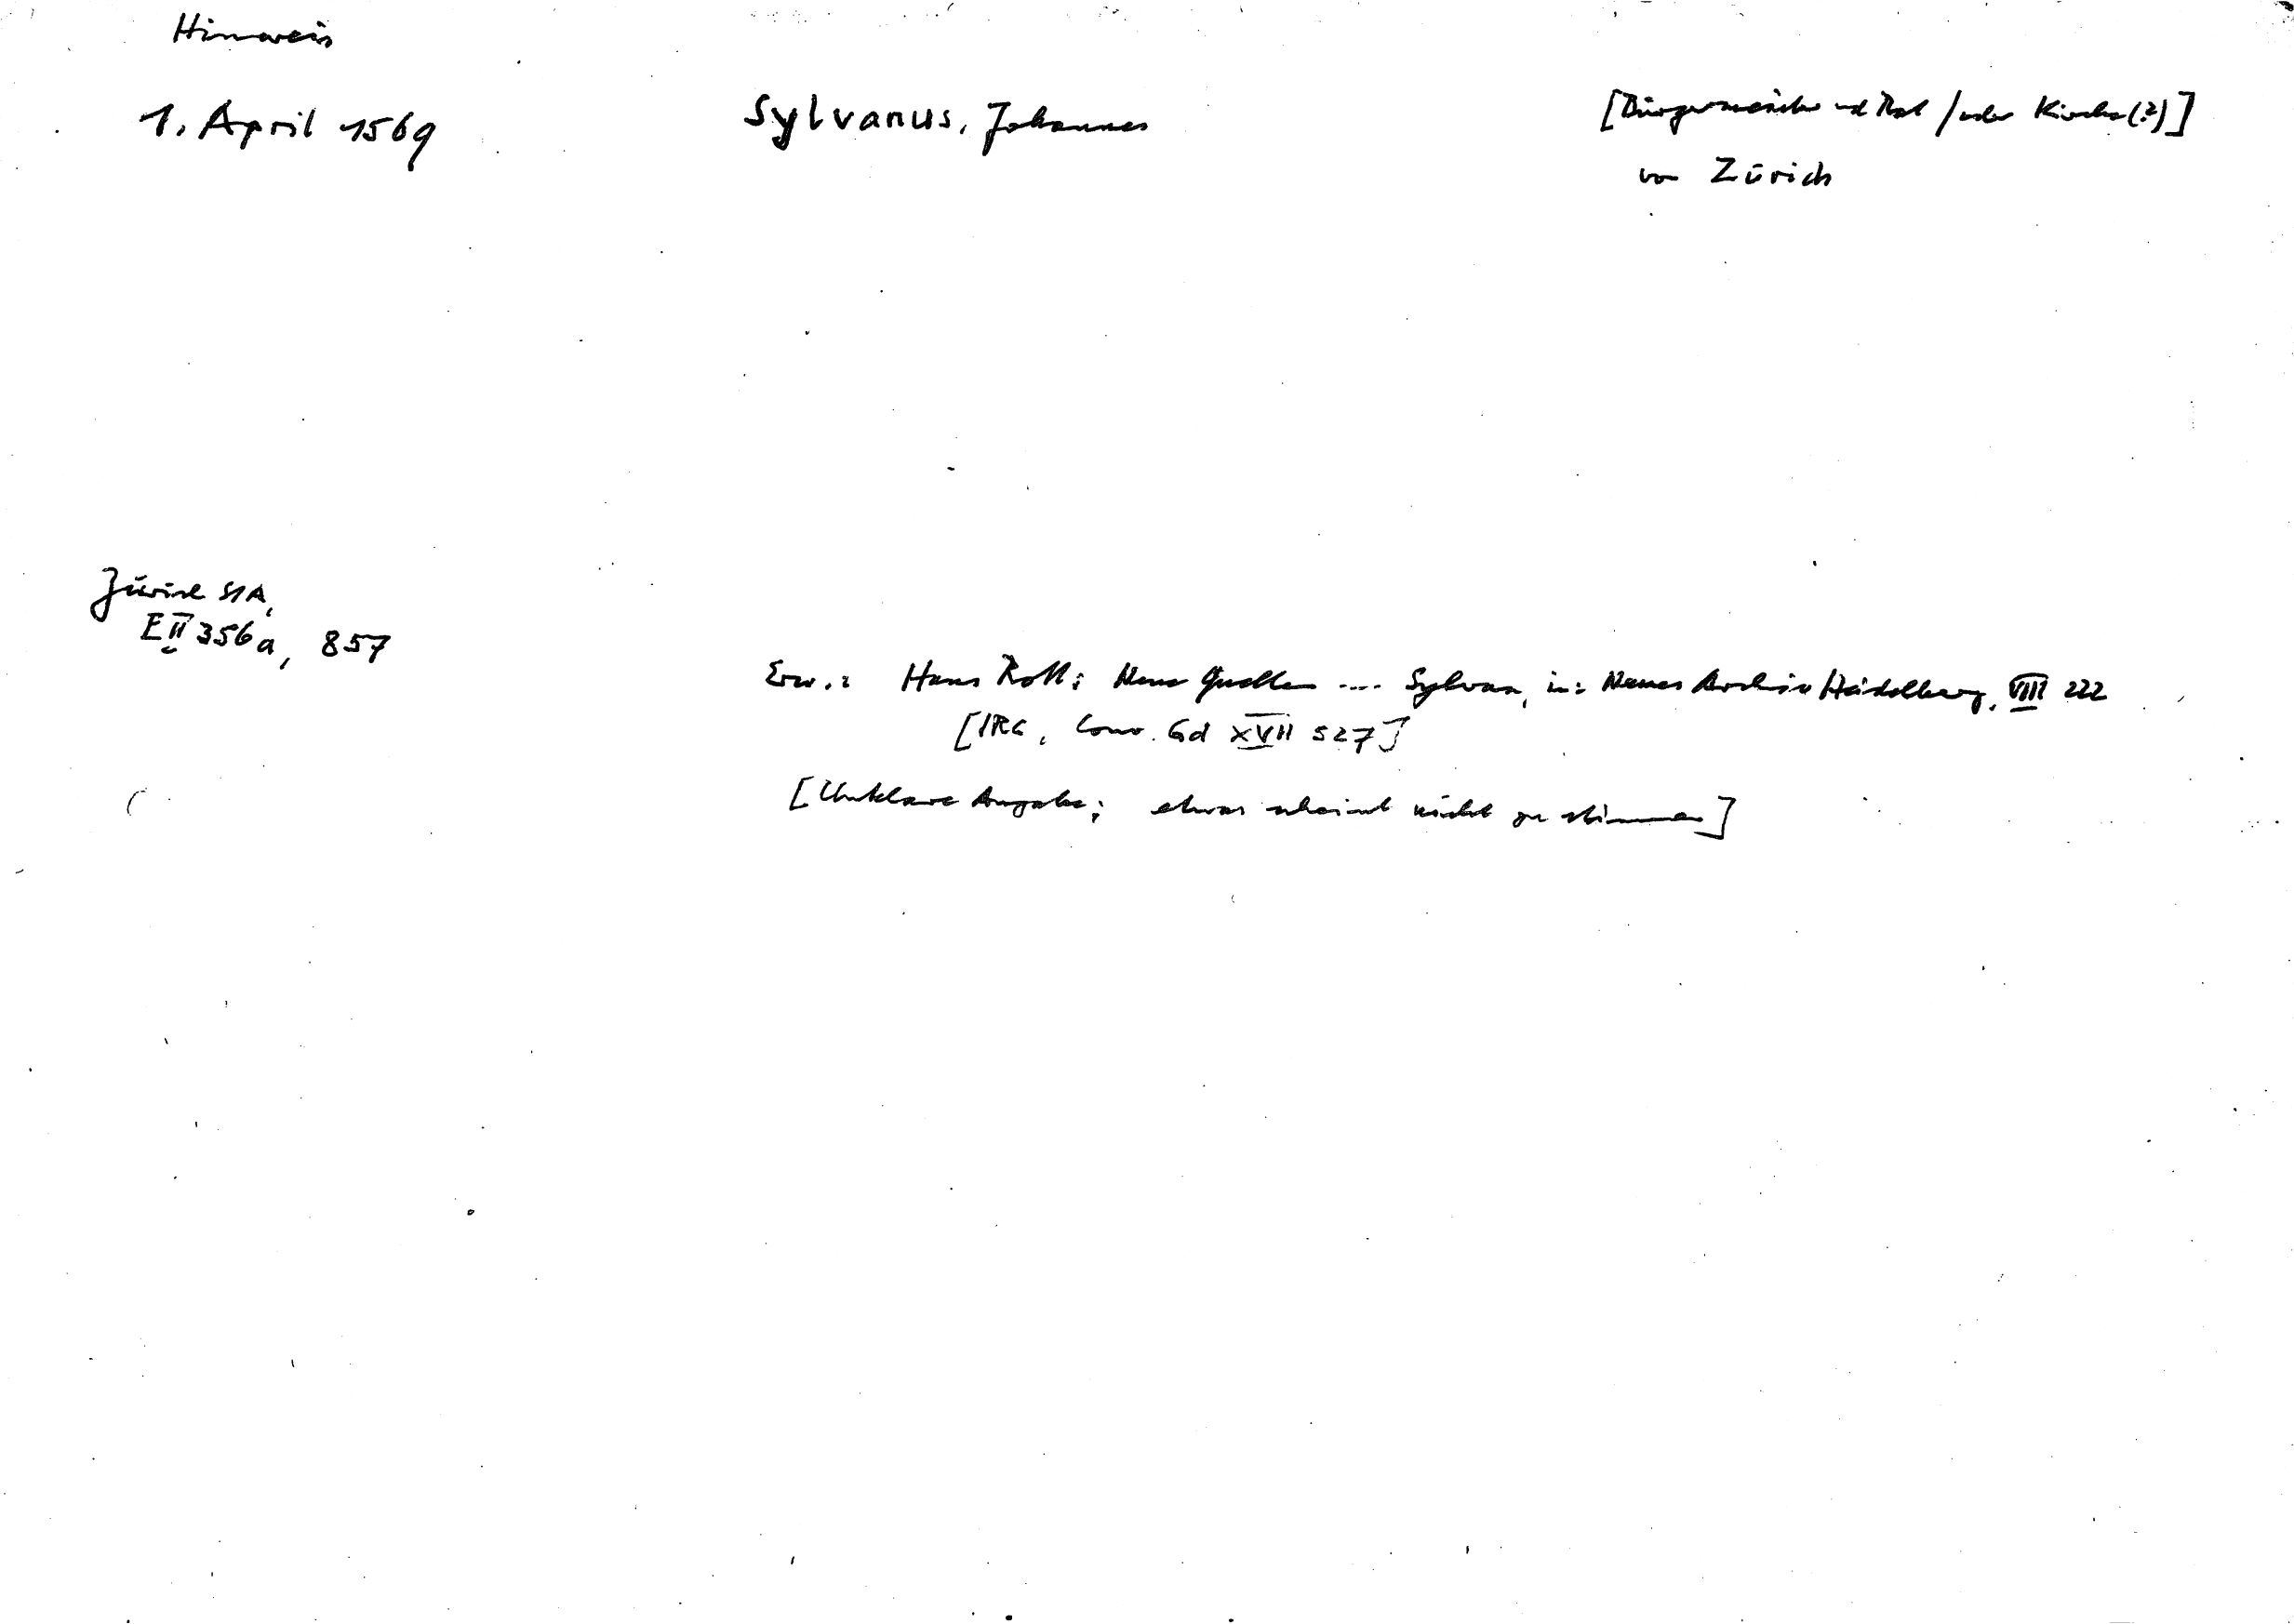 Hinweis
1. April 1569
Sylvanus, Johannes
[Bürgermeister und Rat / oder Kirche (?)]
von Zürich
Zürich StA,
E II 356a, 857
Erw.: Hans Rott: Neue Quellen .... Sylvan, in: Neues Archiv Heidelberg, VIII 222
[IRG, Conv. Gd XVII 527]
[Unklare Angabe; etwas scheint nicht zu stimmen]